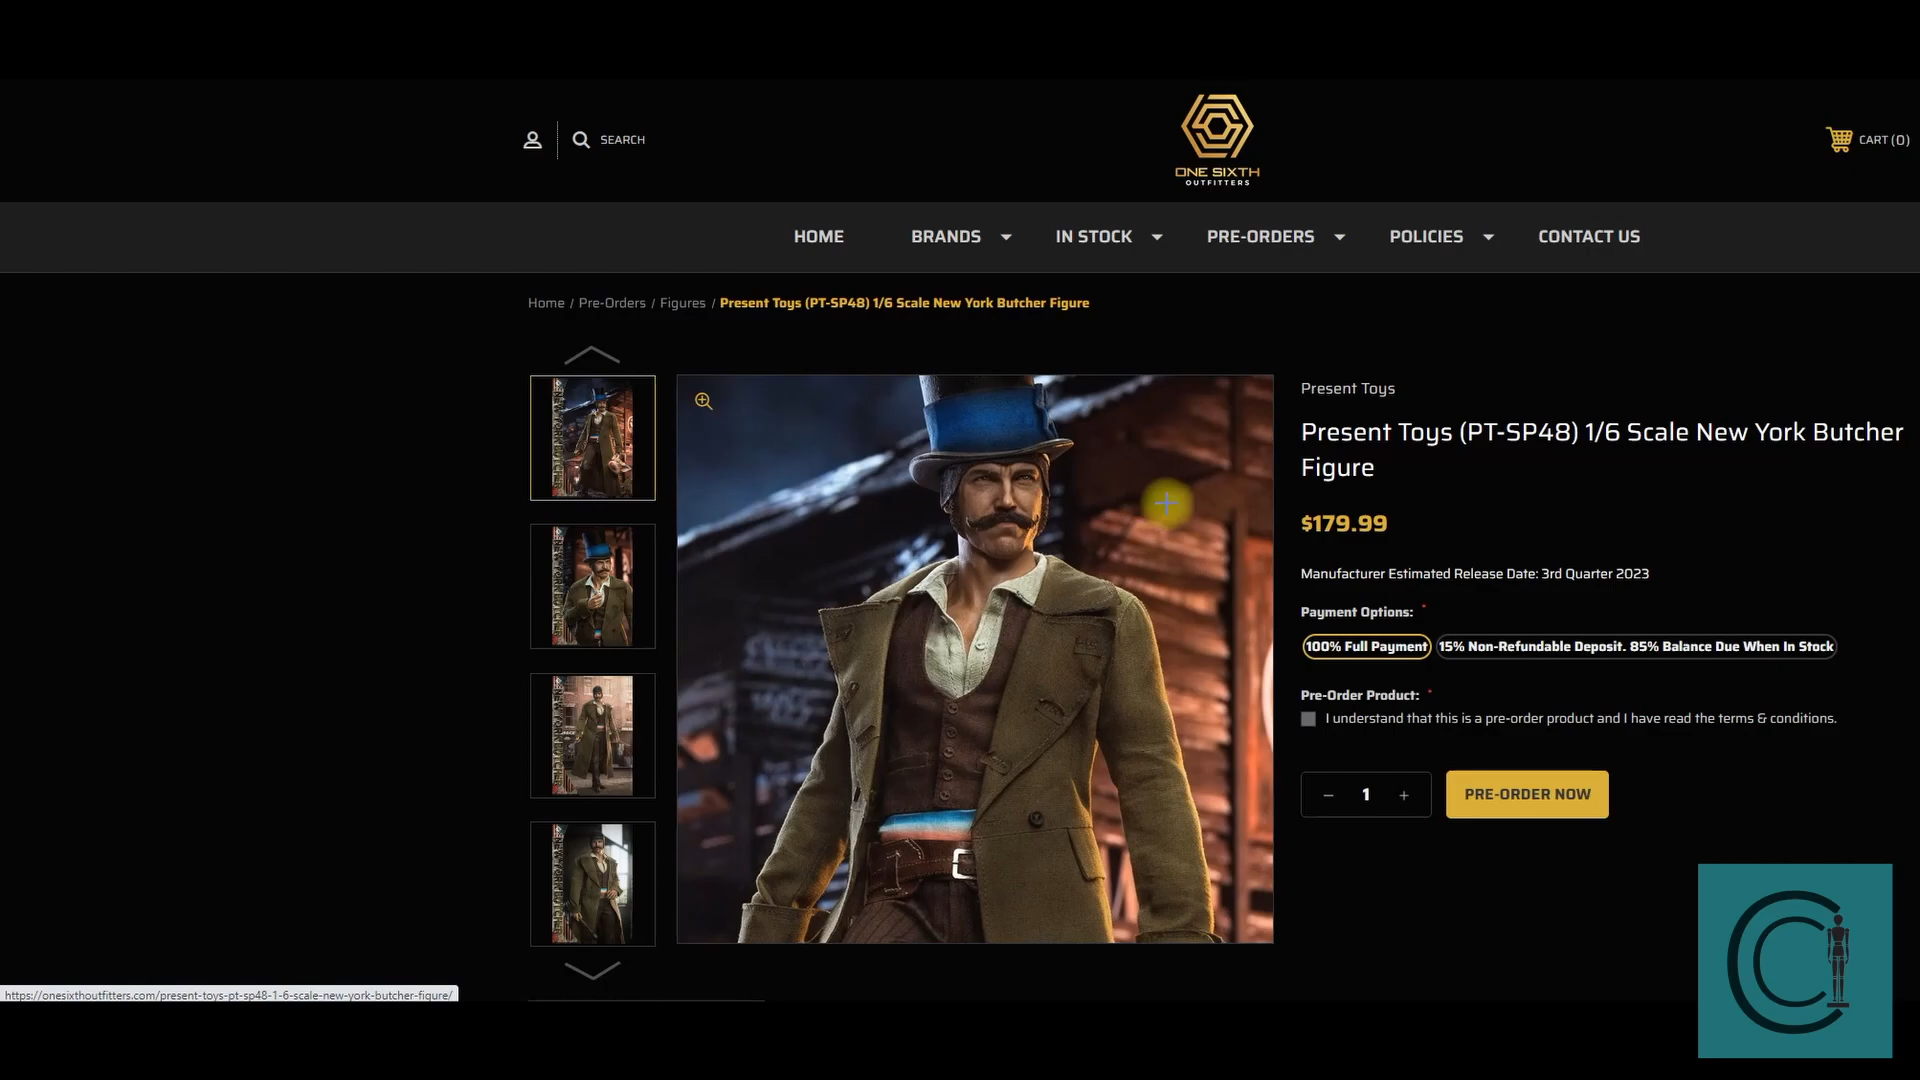 SEARCH
ONE SIXTH
OUTFITTERS
CART (0)
HOME
BRANDS
IN STOCK
PRE-ORDERS
POLICIES
CONTACT US
Home / Pre-Orders / Figures / Present Toys (PT-SP48) 1/6 Scale New York Butcher Figure
Present Toys
Present Toys (PT-SP48) 1/6 Scale New York Butcher
Figure
$179.99
Manufacturer Estimated Release Date: 3rd Quarter 2023
Payment Options: *
100% Full Payment
15% Non-Refundable Deposit. 85% Balance Due When In Stock
Pre-Order Product: *
I understand that this is a pre-order product and I have read the terms & conditions.
− 1 +
PRE-ORDER NOW
https://onesixthoutfitters.com/present-toys-pt-sp48-1-6-scale-new-york-butcher-figure/